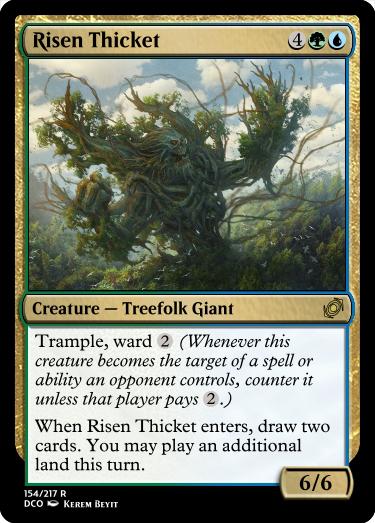 Risen Thicket 4
Creature — Treefolk Giant
Trample, ward 2 (Whenever this
creature becomes the target of a spell or
ability an opponent controls, counter it
unless that player pays 2.)
When Risen Thicket enters, draw two
cards. You may play an additional
land this turn.
6/6
154/217 R
DCO KEREM BEYIT